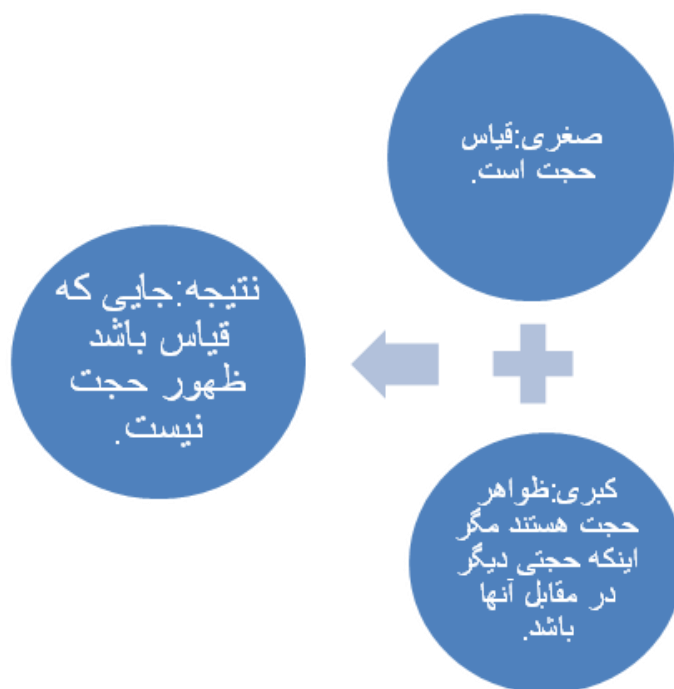 صغری:قیاس
حجت است.
کبری:ظواهر
حجت هستند مگر
اینکه حجتی دیگر
در مقابل آنها
باشد.
نتیجه:جایی که
قیاس باشد
ظهور حجت
نیست.